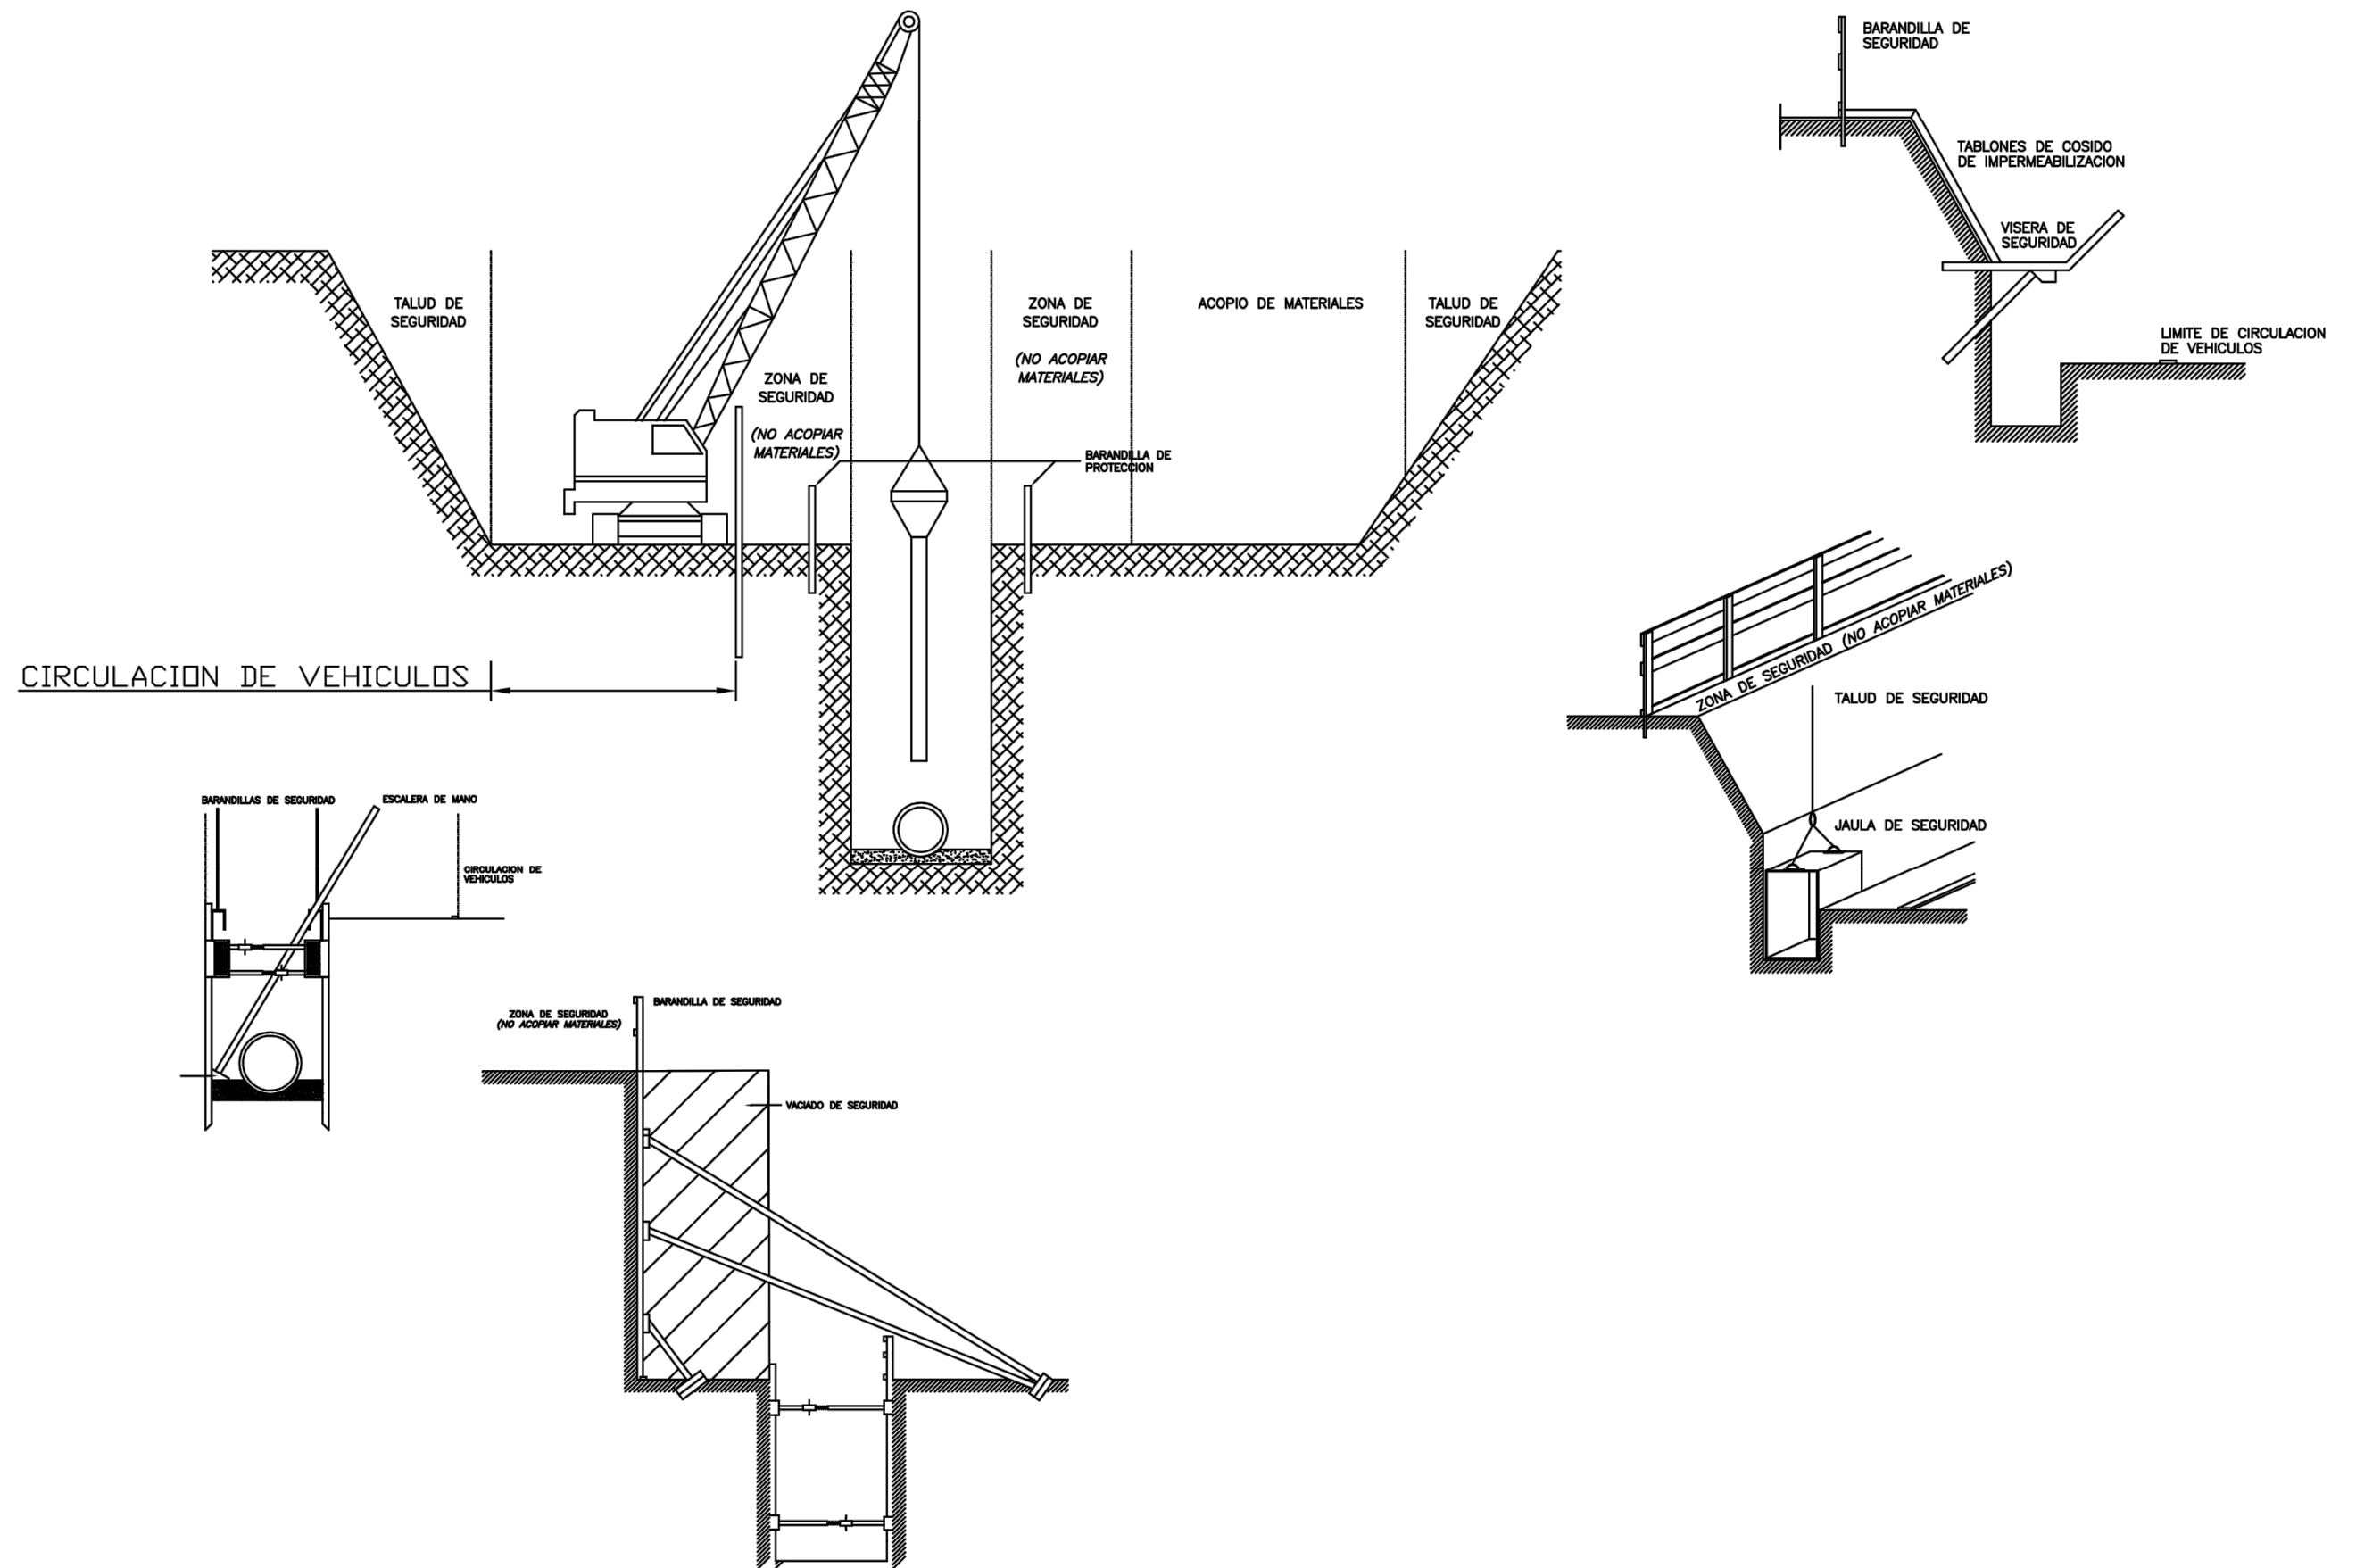 BARANDILLA DE
SEGURIDAD
TABLONES DE COSIDO
DE IMPERMEABILIZACION
VISERA DE
SEGURIDAD
LIMITE DE CIRCULACION
DE VEHICULOS
TALUD DE
SEGURIDAD
ZONA DE
SEGURIDAD
(NO ACOPIAR
MATERIALES)
ZONA DE
SEGURIDAD
(NO ACOPIAR
MATERIALES)
ACOPIO DE MATERIALES
TALUD DE
SEGURIDAD
BARANDILLA DE
PROTECCION
CIRCULACION DE VEHICULOS
ZONA DE SEGURIDAD (NO ACOPIAR MATERIALES)
TALUD DE SEGURIDAD
JAULA DE SEGURIDAD
BARANDILLAS DE SEGURIDAD
ESCALERA DE MANO
CIRCULACION DE
VEHICULOS
ZONA DE SEGURIDAD
(NO ACOPIAR MATERIALES)
BARANDILLA DE SEGURIDAD
VACIADO DE SEGURIDAD